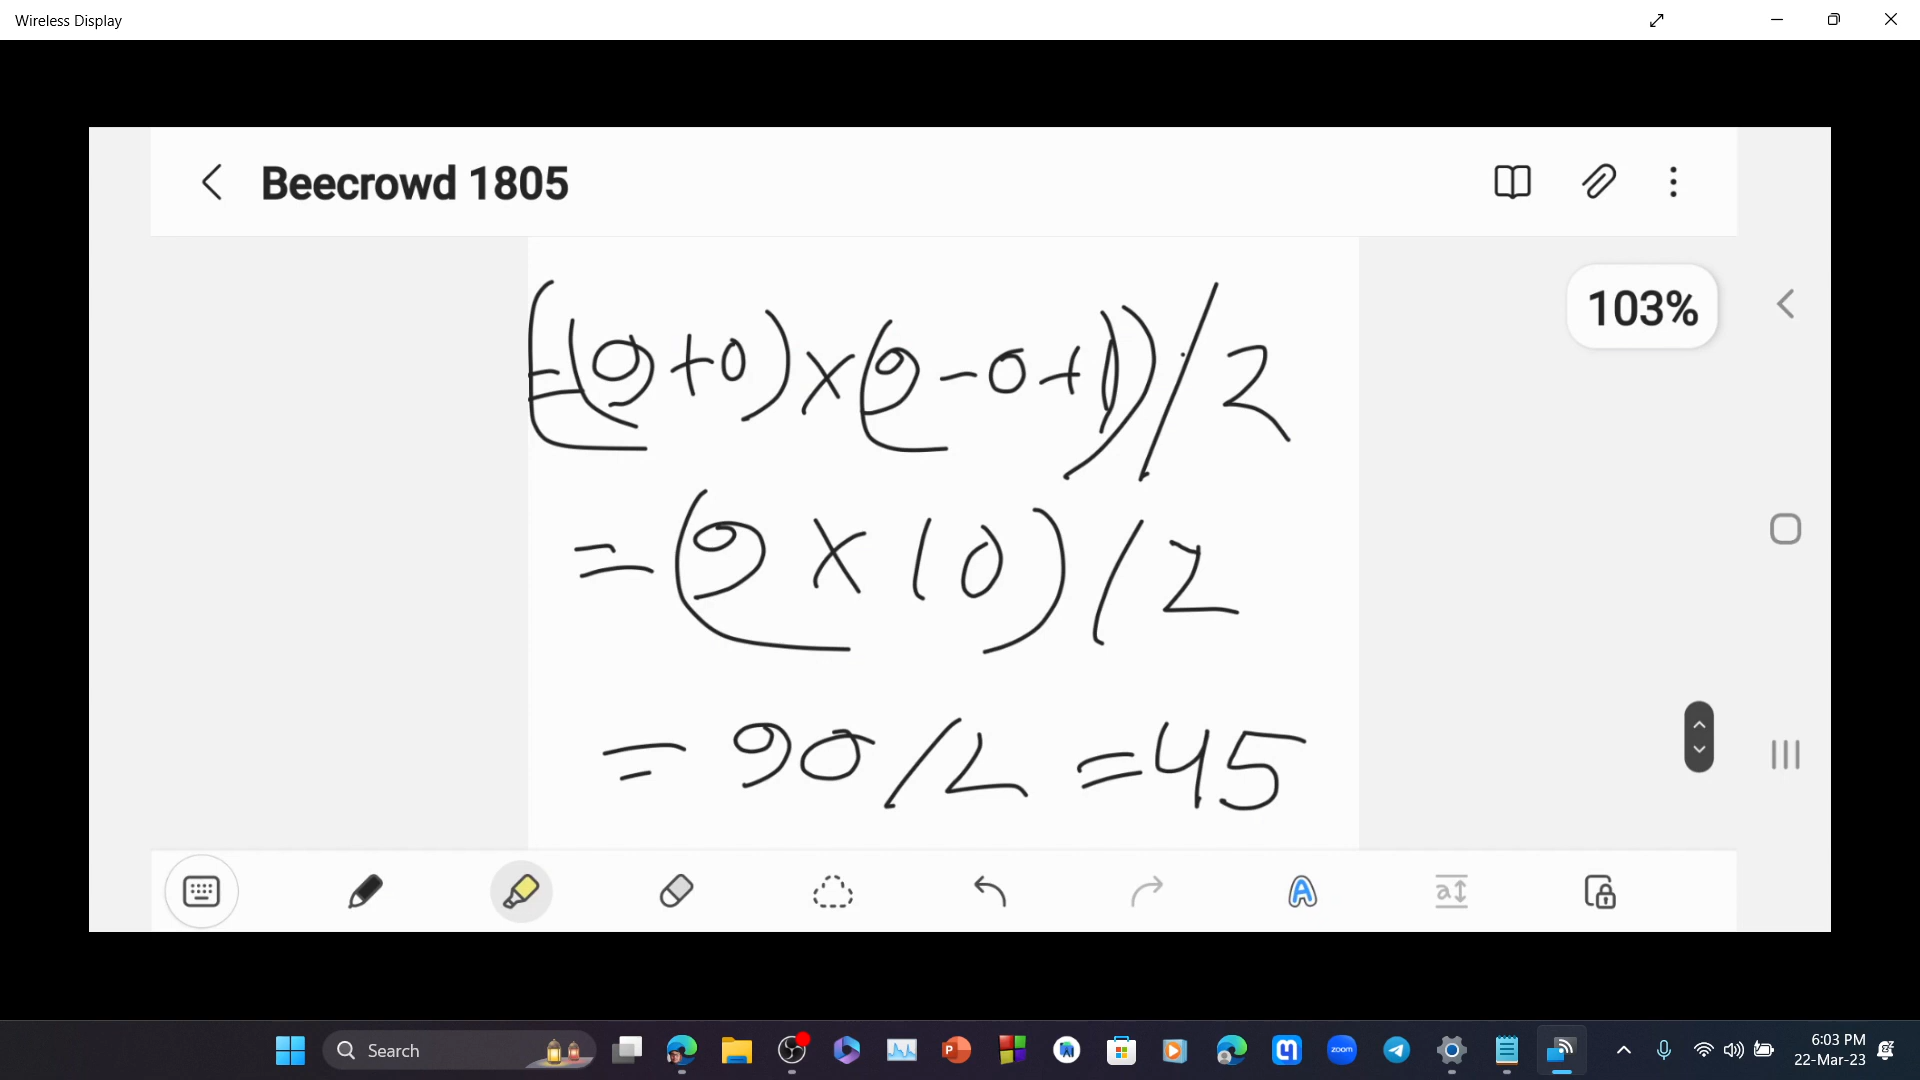 Wireless Display
Beecrowd 1805
103%
=((9+0)×(9-0+1))/2
=(9×10)/2
=90/2=45
a
Search
zoom
6:03 PM
22-Mar-23